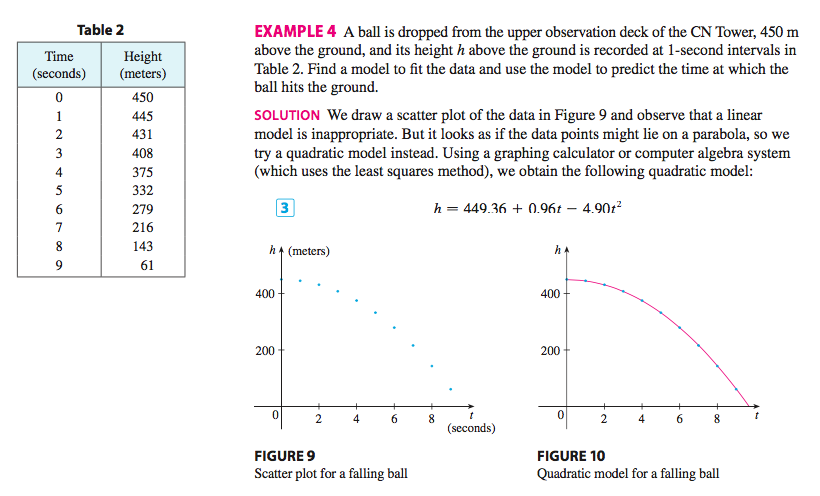 Table 2
Time (seconds) Height (meters)
0 450
1 445
2 431
3 408
4 375
5 332
6 279
7 216
8 143
9 61
EXAMPLE 4 A ball is dropped from the upper observation deck of the CN Tower, 450 m
above the ground, and its height h above the ground is recorded at 1-second intervals in
Table 2. Find a model to fit the data and use the model to predict the time at which the
ball hits the ground.
SOLUTION We draw a scatter plot of the data in Figure 9 and observe that a linear
model is inappropriate. But it looks as if the data points might lie on a parabola, so we
try a quadratic model instead. Using a graphing calculator or computer algebra system
(which uses the least squares method), we obtain the following quadratic model:
3 h = 449.36 + 0.96t − 4.90t²
h (meters)
400
200
0 2 4 6 8 t
(seconds)
FIGURE 9
Scatter plot for a falling ball
h
400
200
0 2 4 6 8 t
FIGURE 10
Quadratic model for a falling ball